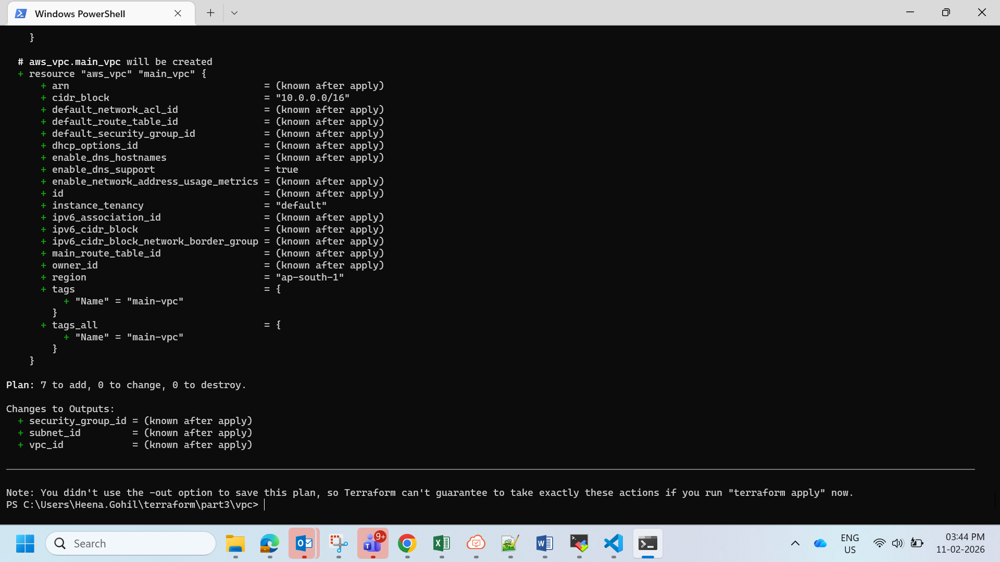 Windows PowerShell
    }

  # aws_vpc.main_vpc will be created
  + resource "aws_vpc" "main_vpc" {
      + arn                                  = (known after apply)
      + cidr_block                           = "10.0.0.0/16"
      + default_network_acl_id               = (known after apply)
      + default_route_table_id               = (known after apply)
      + default_security_group_id            = (known after apply)
      + dhcp_options_id                      = (known after apply)
      + enable_dns_hostnames                 = (known after apply)
      + enable_dns_support                   = true
      + enable_network_address_usage_metrics = (known after apply)
      + id                                   = (known after apply)
      + instance_tenancy                     = "default"
      + ipv6_association_id                  = (known after apply)
      + ipv6_cidr_block                      = (known after apply)
      + ipv6_cidr_block_network_border_group = (known after apply)
      + main_route_table_id                  = (known after apply)
      + owner_id                             = (known after apply)
      + region                               = "ap-south-1"
      + tags                                 = {
          + "Name" = "main-vpc"
        }
      + tags_all                             = {
          + "Name" = "main-vpc"
        }
    }

Plan: 7 to add, 0 to change, 0 to destroy.

Changes to Outputs:
  + security_group_id = (known after apply)
  + subnet_id         = (known after apply)
  + vpc_id            = (known after apply)

Note: You didn't use the -out option to save this plan, so Terraform can't guarantee to take exactly these actions if you run "terraform apply" now.
PS C:\Users\Heena.Gohil\terraform\part3\vpc>
Search
9+
ENG
US
03:44 PM
11-02-2026